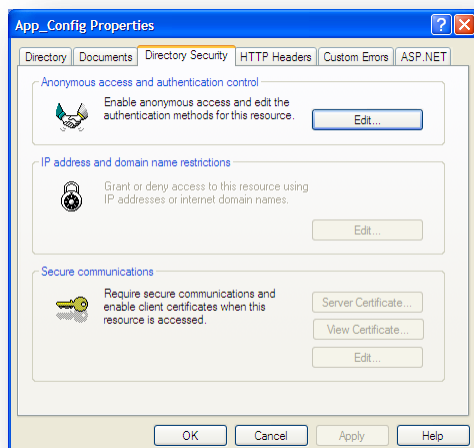 App_Config Properties
Directory Documents Directory Security HTTP Headers Custom Errors ASP.NET
Anonymous access and authentication control
Enable anonymous access and edit the
authentication methods for this resource.
Edit...
IP address and domain name restrictions
Grant or deny access to this resource using
IP addresses or internet domain names.
Edit...
Secure communications
Require secure communications and
enable client certificates when this
resource is accessed.
Server Certificate...
View Certificate...
Edit...
OK Cancel Apply Help